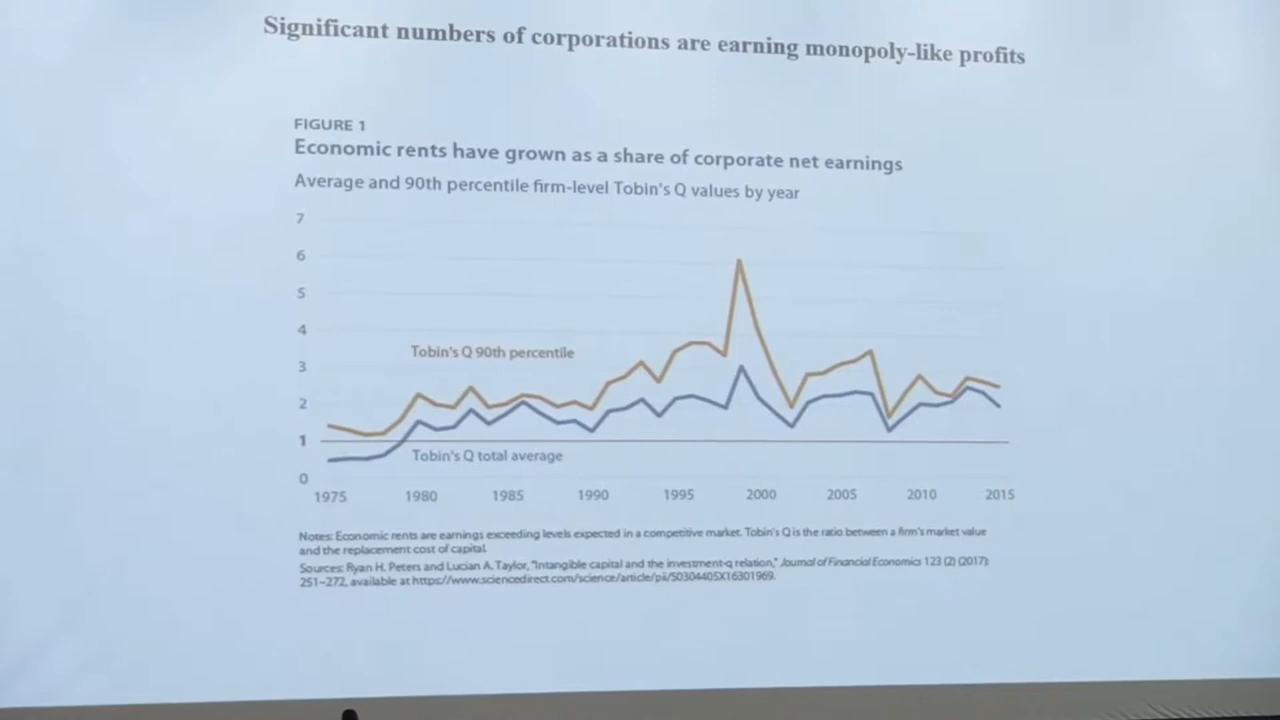 Significant numbers of corporations are earning monopoly-like profits
FIGURE 1
Economic rents have grown as a share of corporate net earnings
Average and 90th percentile firm-level Tobin's Q values by year
7
6
5
4
3
2
1
0
Tobin's Q 90th percentile
Tobin's Q total average
1975 1980 1985 1990 1995 2000 2005 2010 2015
Notes: Economic rents are earnings exceeding levels expected in a competitive market. Tobin's Q is the ratio between a firm's market value
and the replacement cost of capital.
Sources: Ryan H. Peters and Lucian A. Taylor, "Intangible capital and the investment-q relation," Journal of Financial Economics 123 (2) (2017):
251–272, available at https://www.sciencedirect.com/science/article/pii/S0304405X16301969.